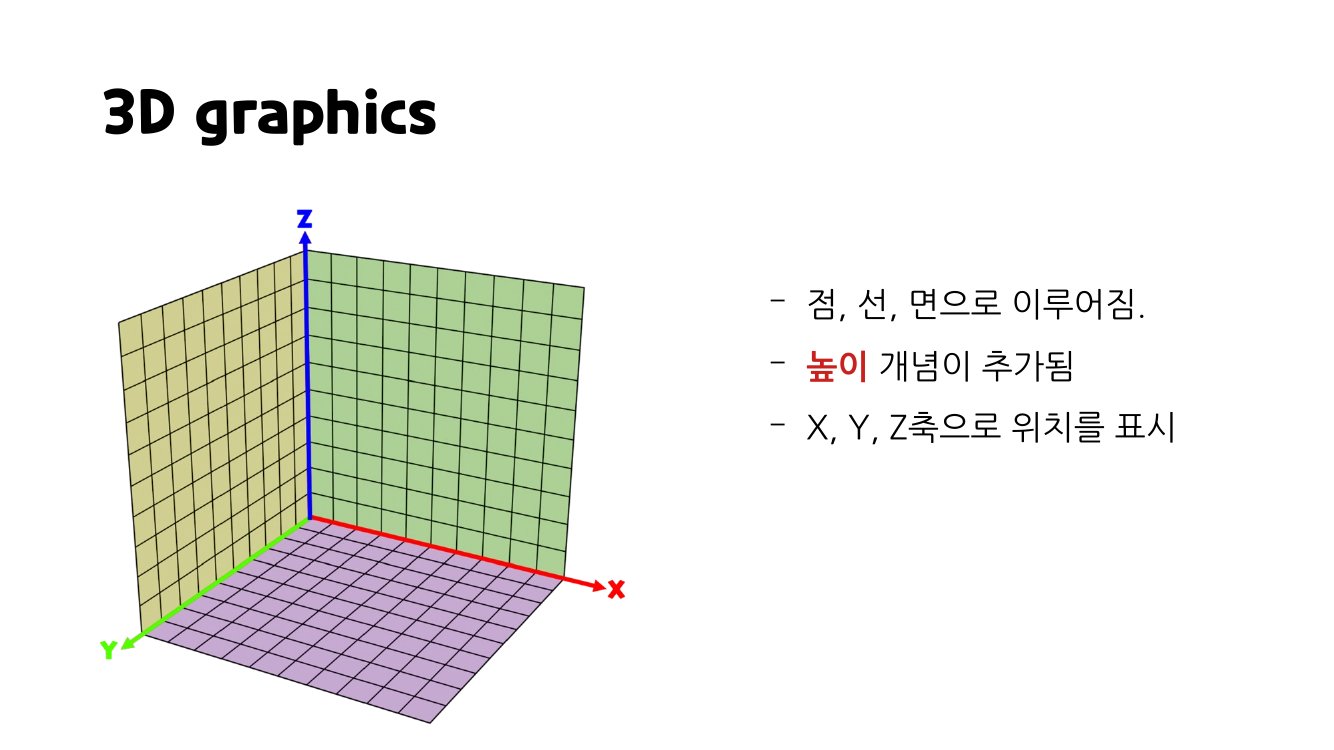 3D graphics
Z
- 점, 선, 면으로 이루어짐.
- 높이 개념이 추가됨
- X, Y, Z축으로 위치를 표시
X
Y